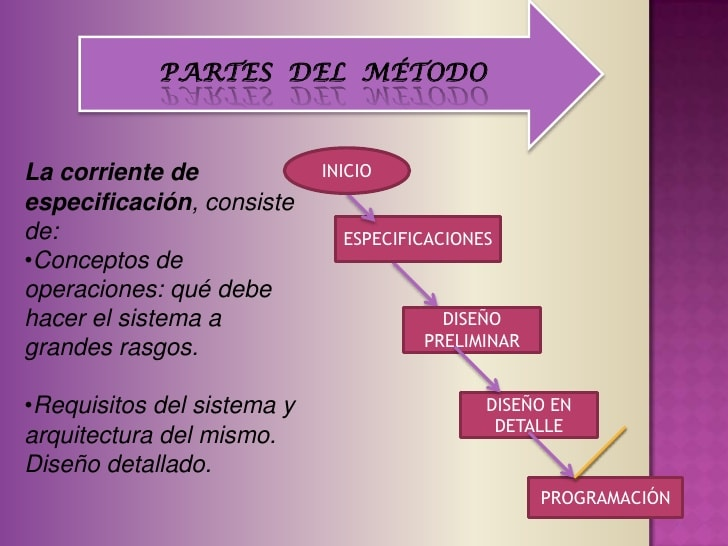 PARTES DEL MÉTODO
La corriente de
especificación, consiste
de:
•Conceptos de
operaciones: qué debe
hacer el sistema a
grandes rasgos.
•Requisitos del sistema y
arquitectura del mismo.
Diseño detallado.
INICIO
ESPECIFICACIONES
DISEÑO
PRELIMINAR
DISEÑO EN
DETALLE
PROGRAMACIÓN